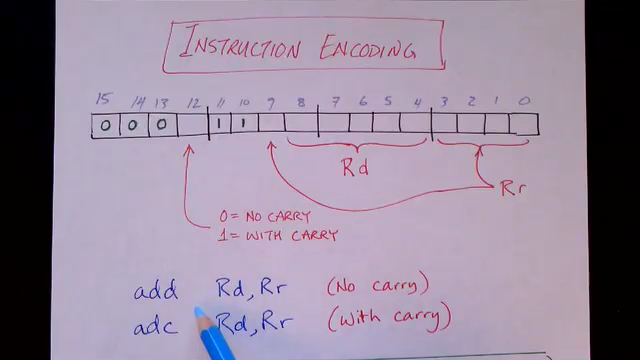 INSTRUCTION ENCODING
15 14 13 12 11 10 9 8 7 6 5 4 3 2 1 0
0 0 0 1 1
Rd
Rr
0 = NO CARRY
1 = WITH CARRY
add Rd, Rr (No carry)
adc Rd, Rr (With carry)